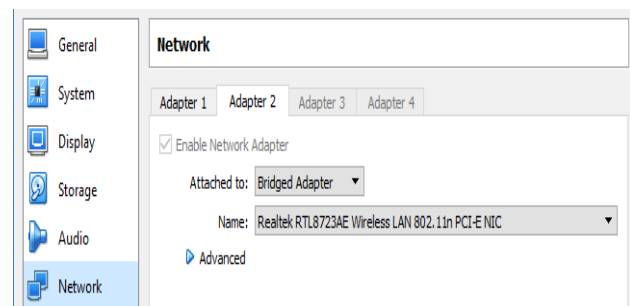 General
System
Display
Storage
Audio
Network
Network
Adapter 1 Adapter 2 Adapter 3 Adapter 4
Enable Network Adapter
Attached to: Bridged Adapter
Name: Realtek RTL8723AE Wireless LAN 802.11n PCI-E NIC
Advanced